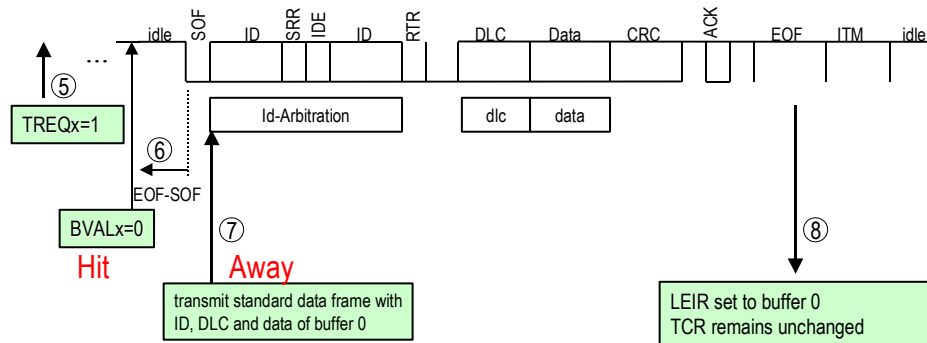 idle SOF ID SRR IDE ID RTR DLC Data CRC ACK EOF ITM idle
...
⑤
TREQx=1
Id-Arbitration
dlc data
⑥
EOF-SOF
BVALx=0
⑦
⑧
Hit Away
transmit standard data frame with
ID, DLC and data of buffer 0
LEIR set to buffer 0
TCR remains unchanged